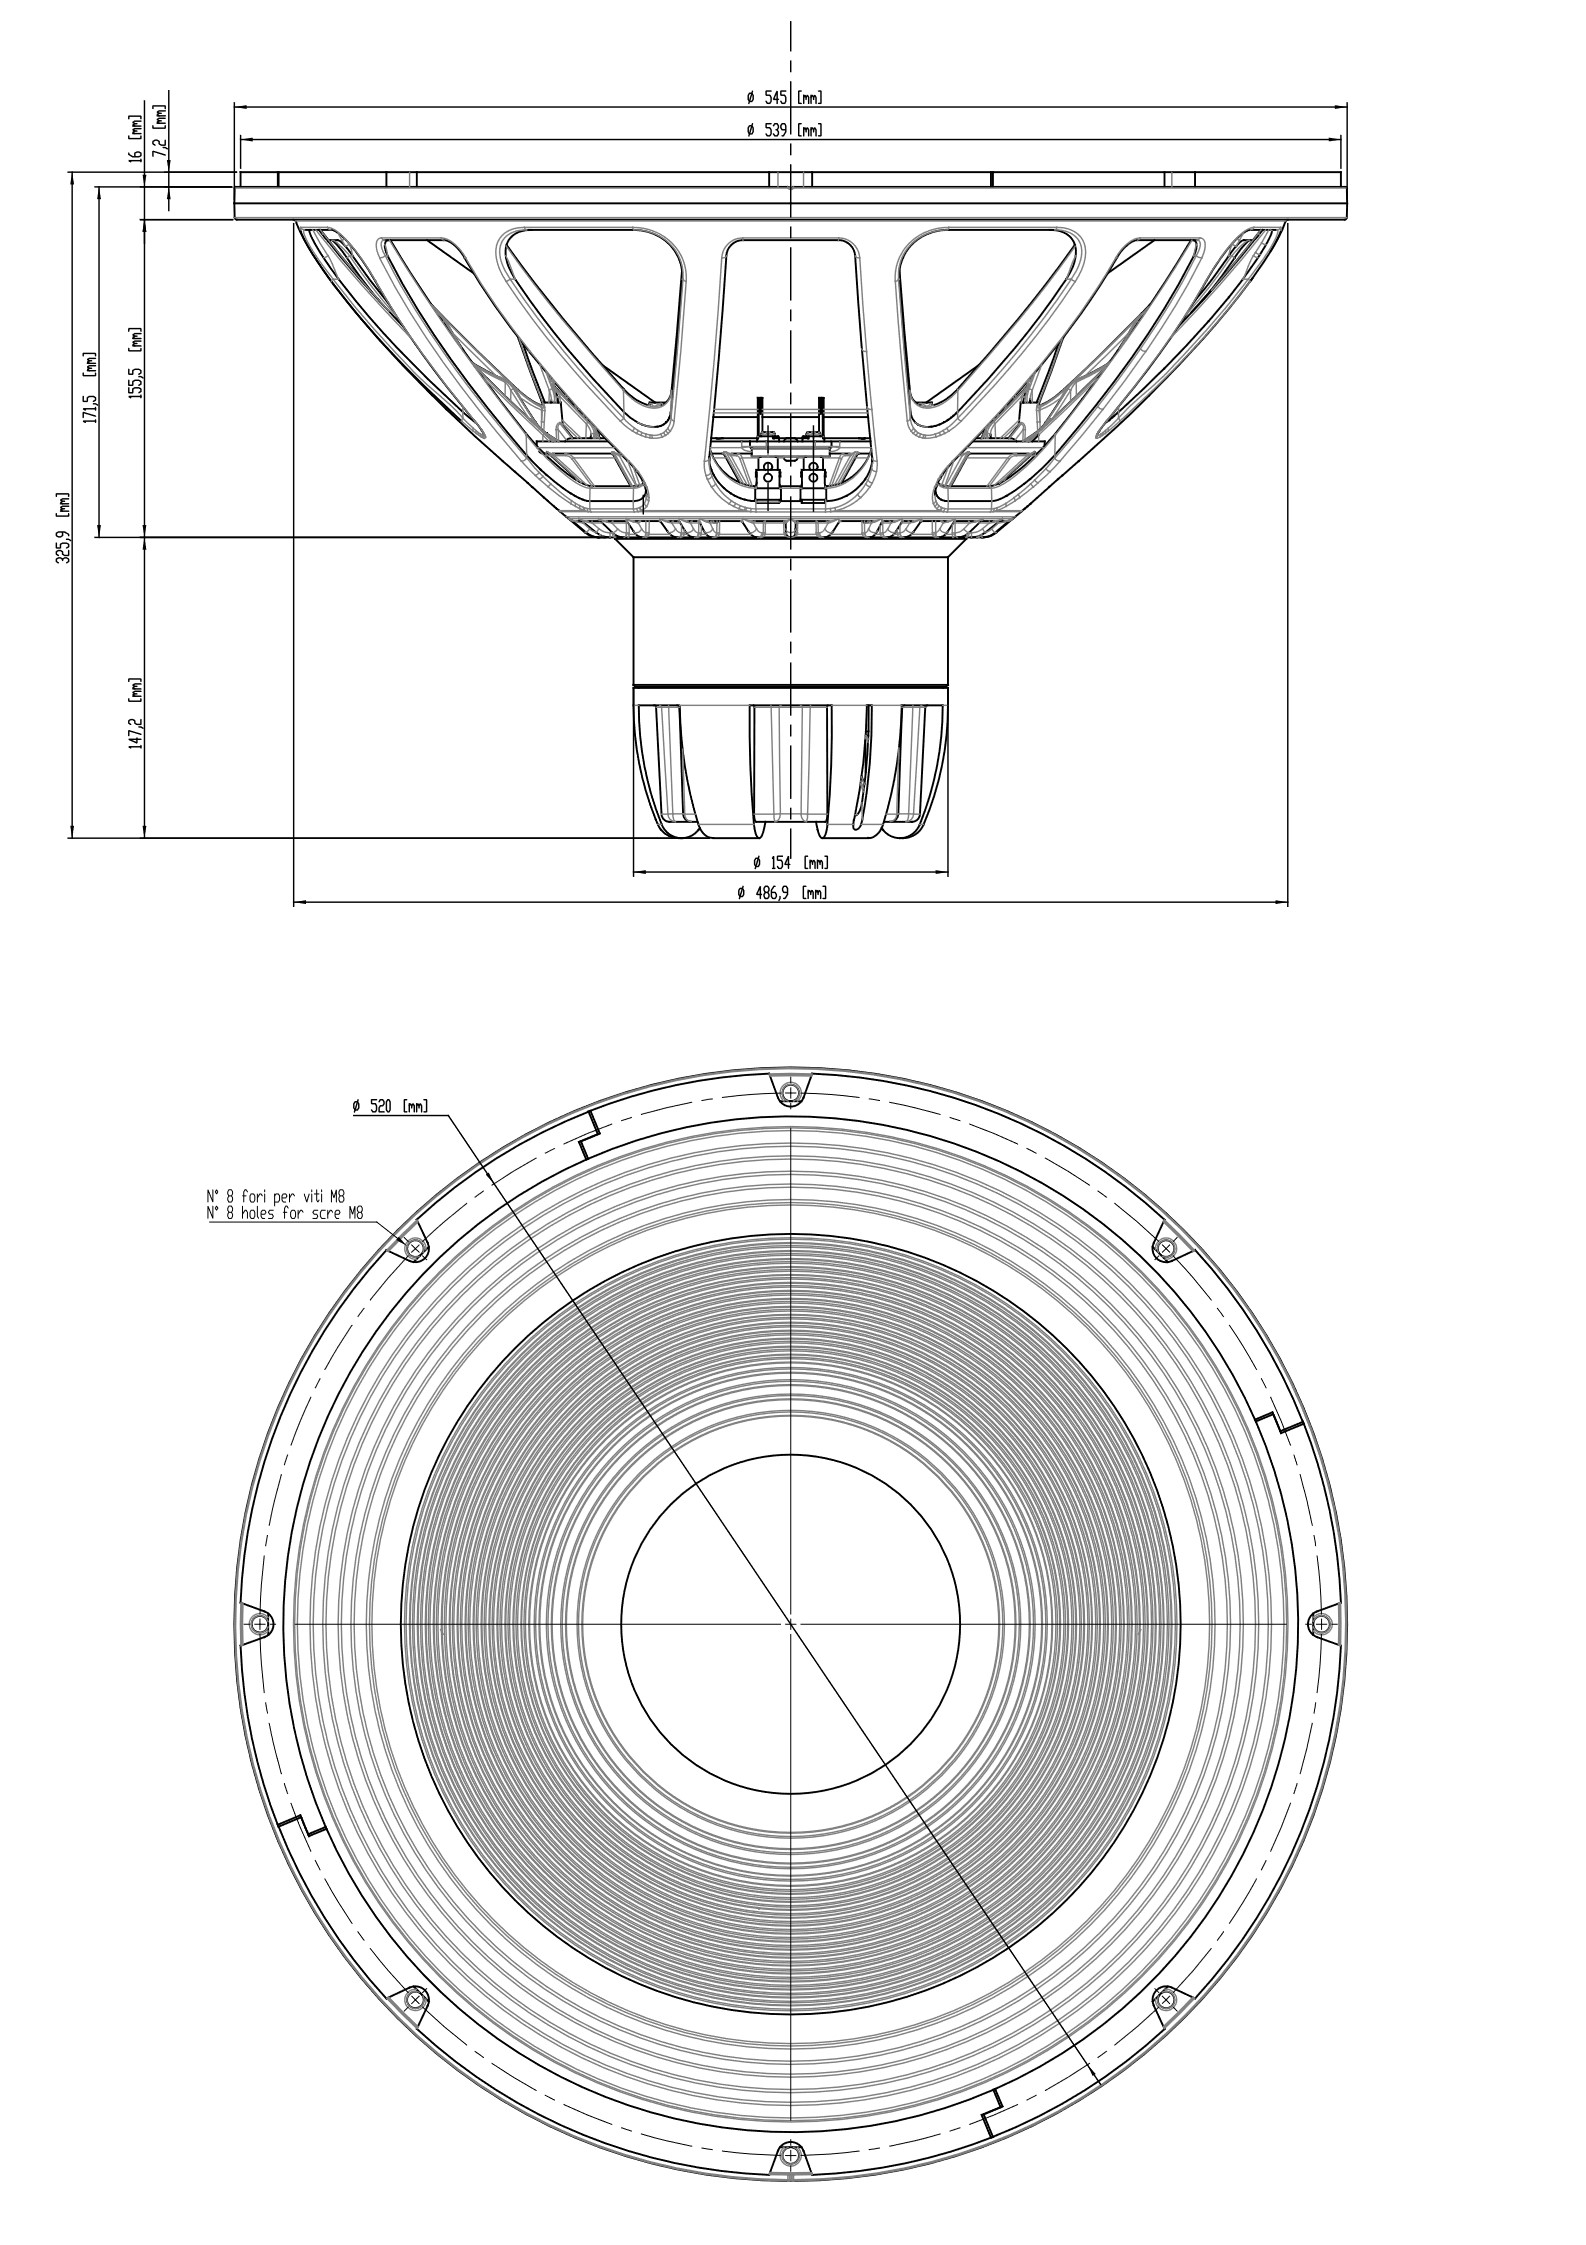 Ø 545 [mm]
Ø 539 [mm]
16 [mm]
7,2 [mm]
155,5 [mm]
171,5 [mm]
325,9 [mm]
147,2 [mm]
Ø 154 [mm]
Ø 486,9 [mm]
Ø 520 [mm]
N° 8 fori per viti M8
N° 8 holes for scre M8